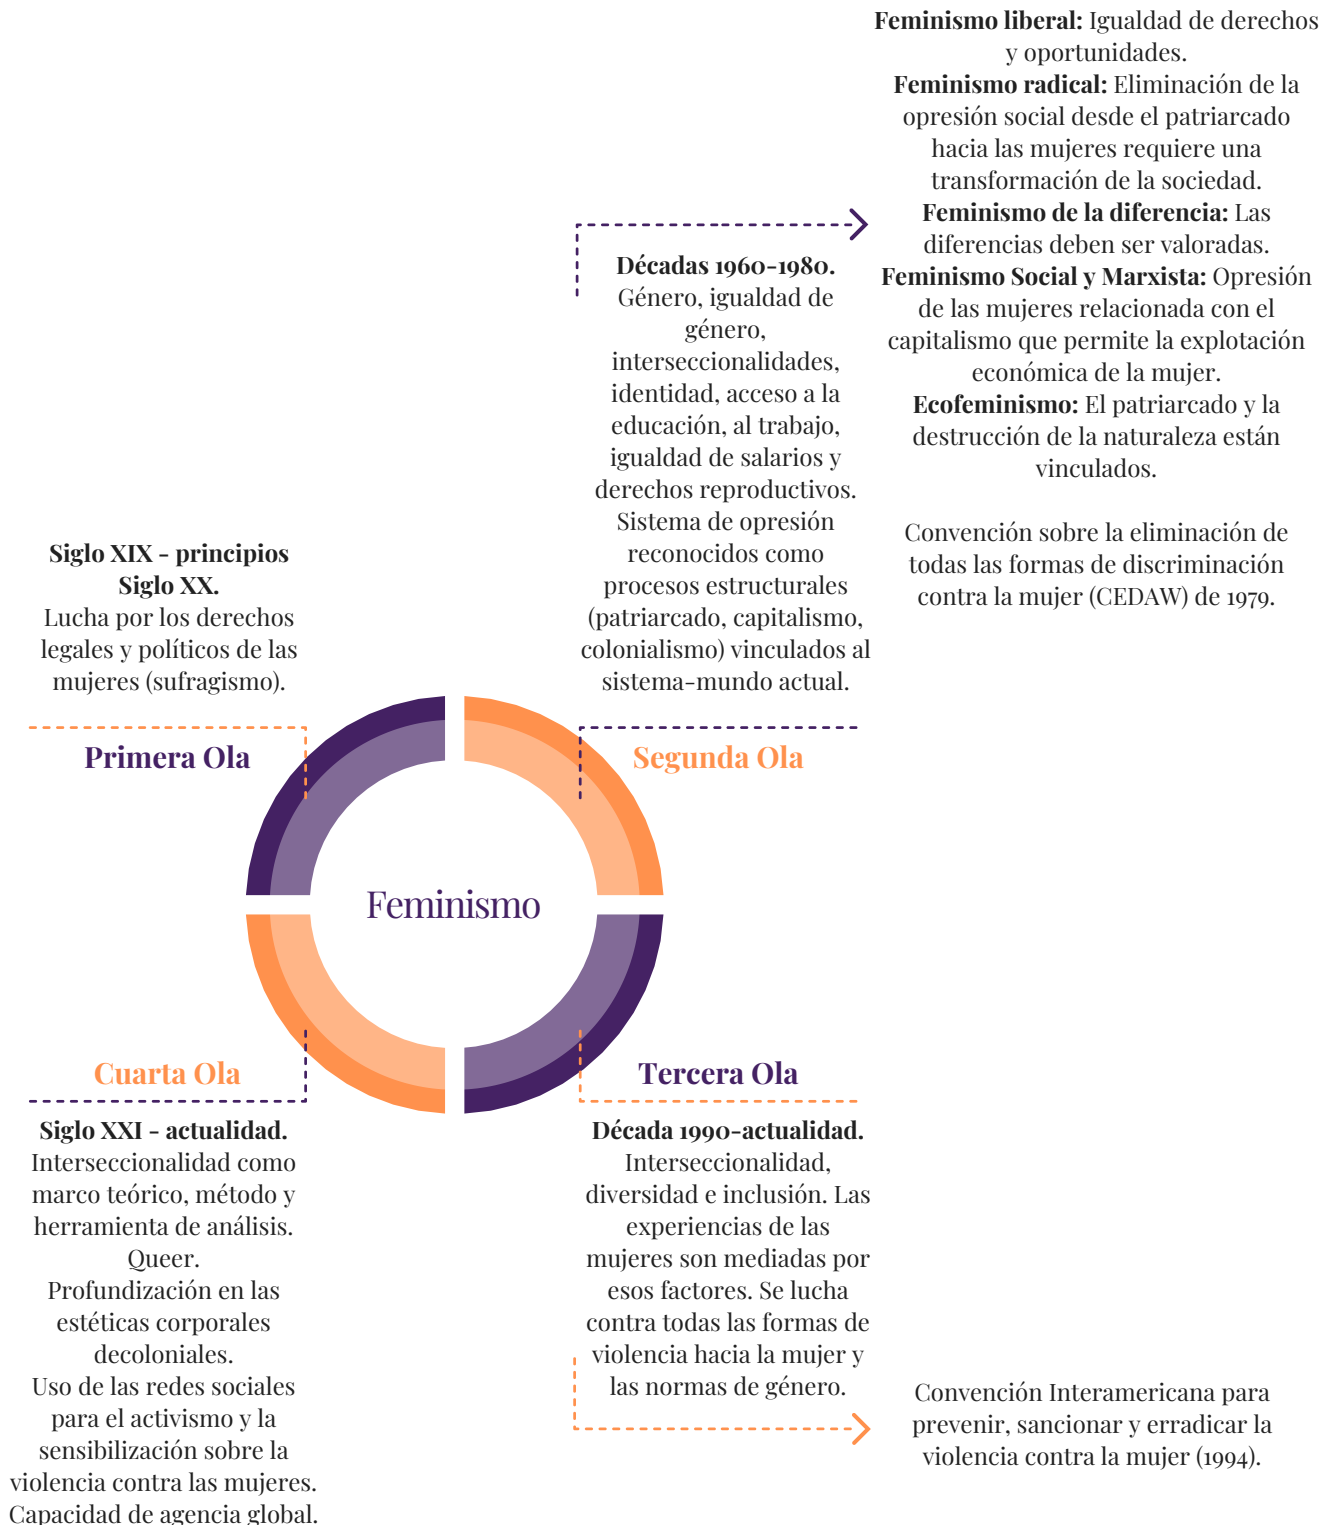 Feminismo liberal: Igualdad de derechos
y oportunidades.
Feminismo radical: Eliminación de la
opresión social desde el patriarcado
hacia las mujeres requiere una
transformación de la sociedad.
Feminismo de la diferencia: Las
diferencias deben ser valoradas.
Feminismo Social y Marxista: Opresión
de las mujeres relacionada con el
capitalismo que permite la explotación
económica de la mujer.
Ecofeminismo: El patriarcado y la
destrucción de la naturaleza están
vinculados.
Convención sobre la eliminación de
todas las formas de discriminación
contra la mujer (CEDAW) de 1979.
Décadas 1960-1980.
Género, igualdad de
género,
interseccionalidades,
identidad, acceso a la
educación, al trabajo,
igualdad de salarios y
derechos reproductivos.
Sistema de opresión
reconocidos como
procesos estructurales
(patriarcado, capitalismo,
colonialismo) vinculados al
sistema-mundo actual.
Siglo XIX - principios
Siglo XX.
Lucha por los derechos
legales y políticos de las
mujeres (sufragismo).
Primera Ola
Segunda Ola
Feminismo
Cuarta Ola
Tercera Ola
Siglo XXI - actualidad.
Interseccionalidad como
marco teórico, método y
herramienta de análisis.
Queer.
Profundización en las
estéticas corporales
decoloniales.
Uso de las redes sociales
para el activismo y la
sensibilización sobre la
violencia contra las mujeres.
Capacidad de agencia global.
Década 1990-actualidad.
Interseccionalidad,
diversidad e inclusión. Las
experiencias de las
mujeres son mediadas por
esos factores. Se lucha
contra todas las formas de
violencia hacia la mujer y
las normas de género.
Convención Interamericana para
prevenir, sancionar y erradicar la
violencia contra la mujer (1994).